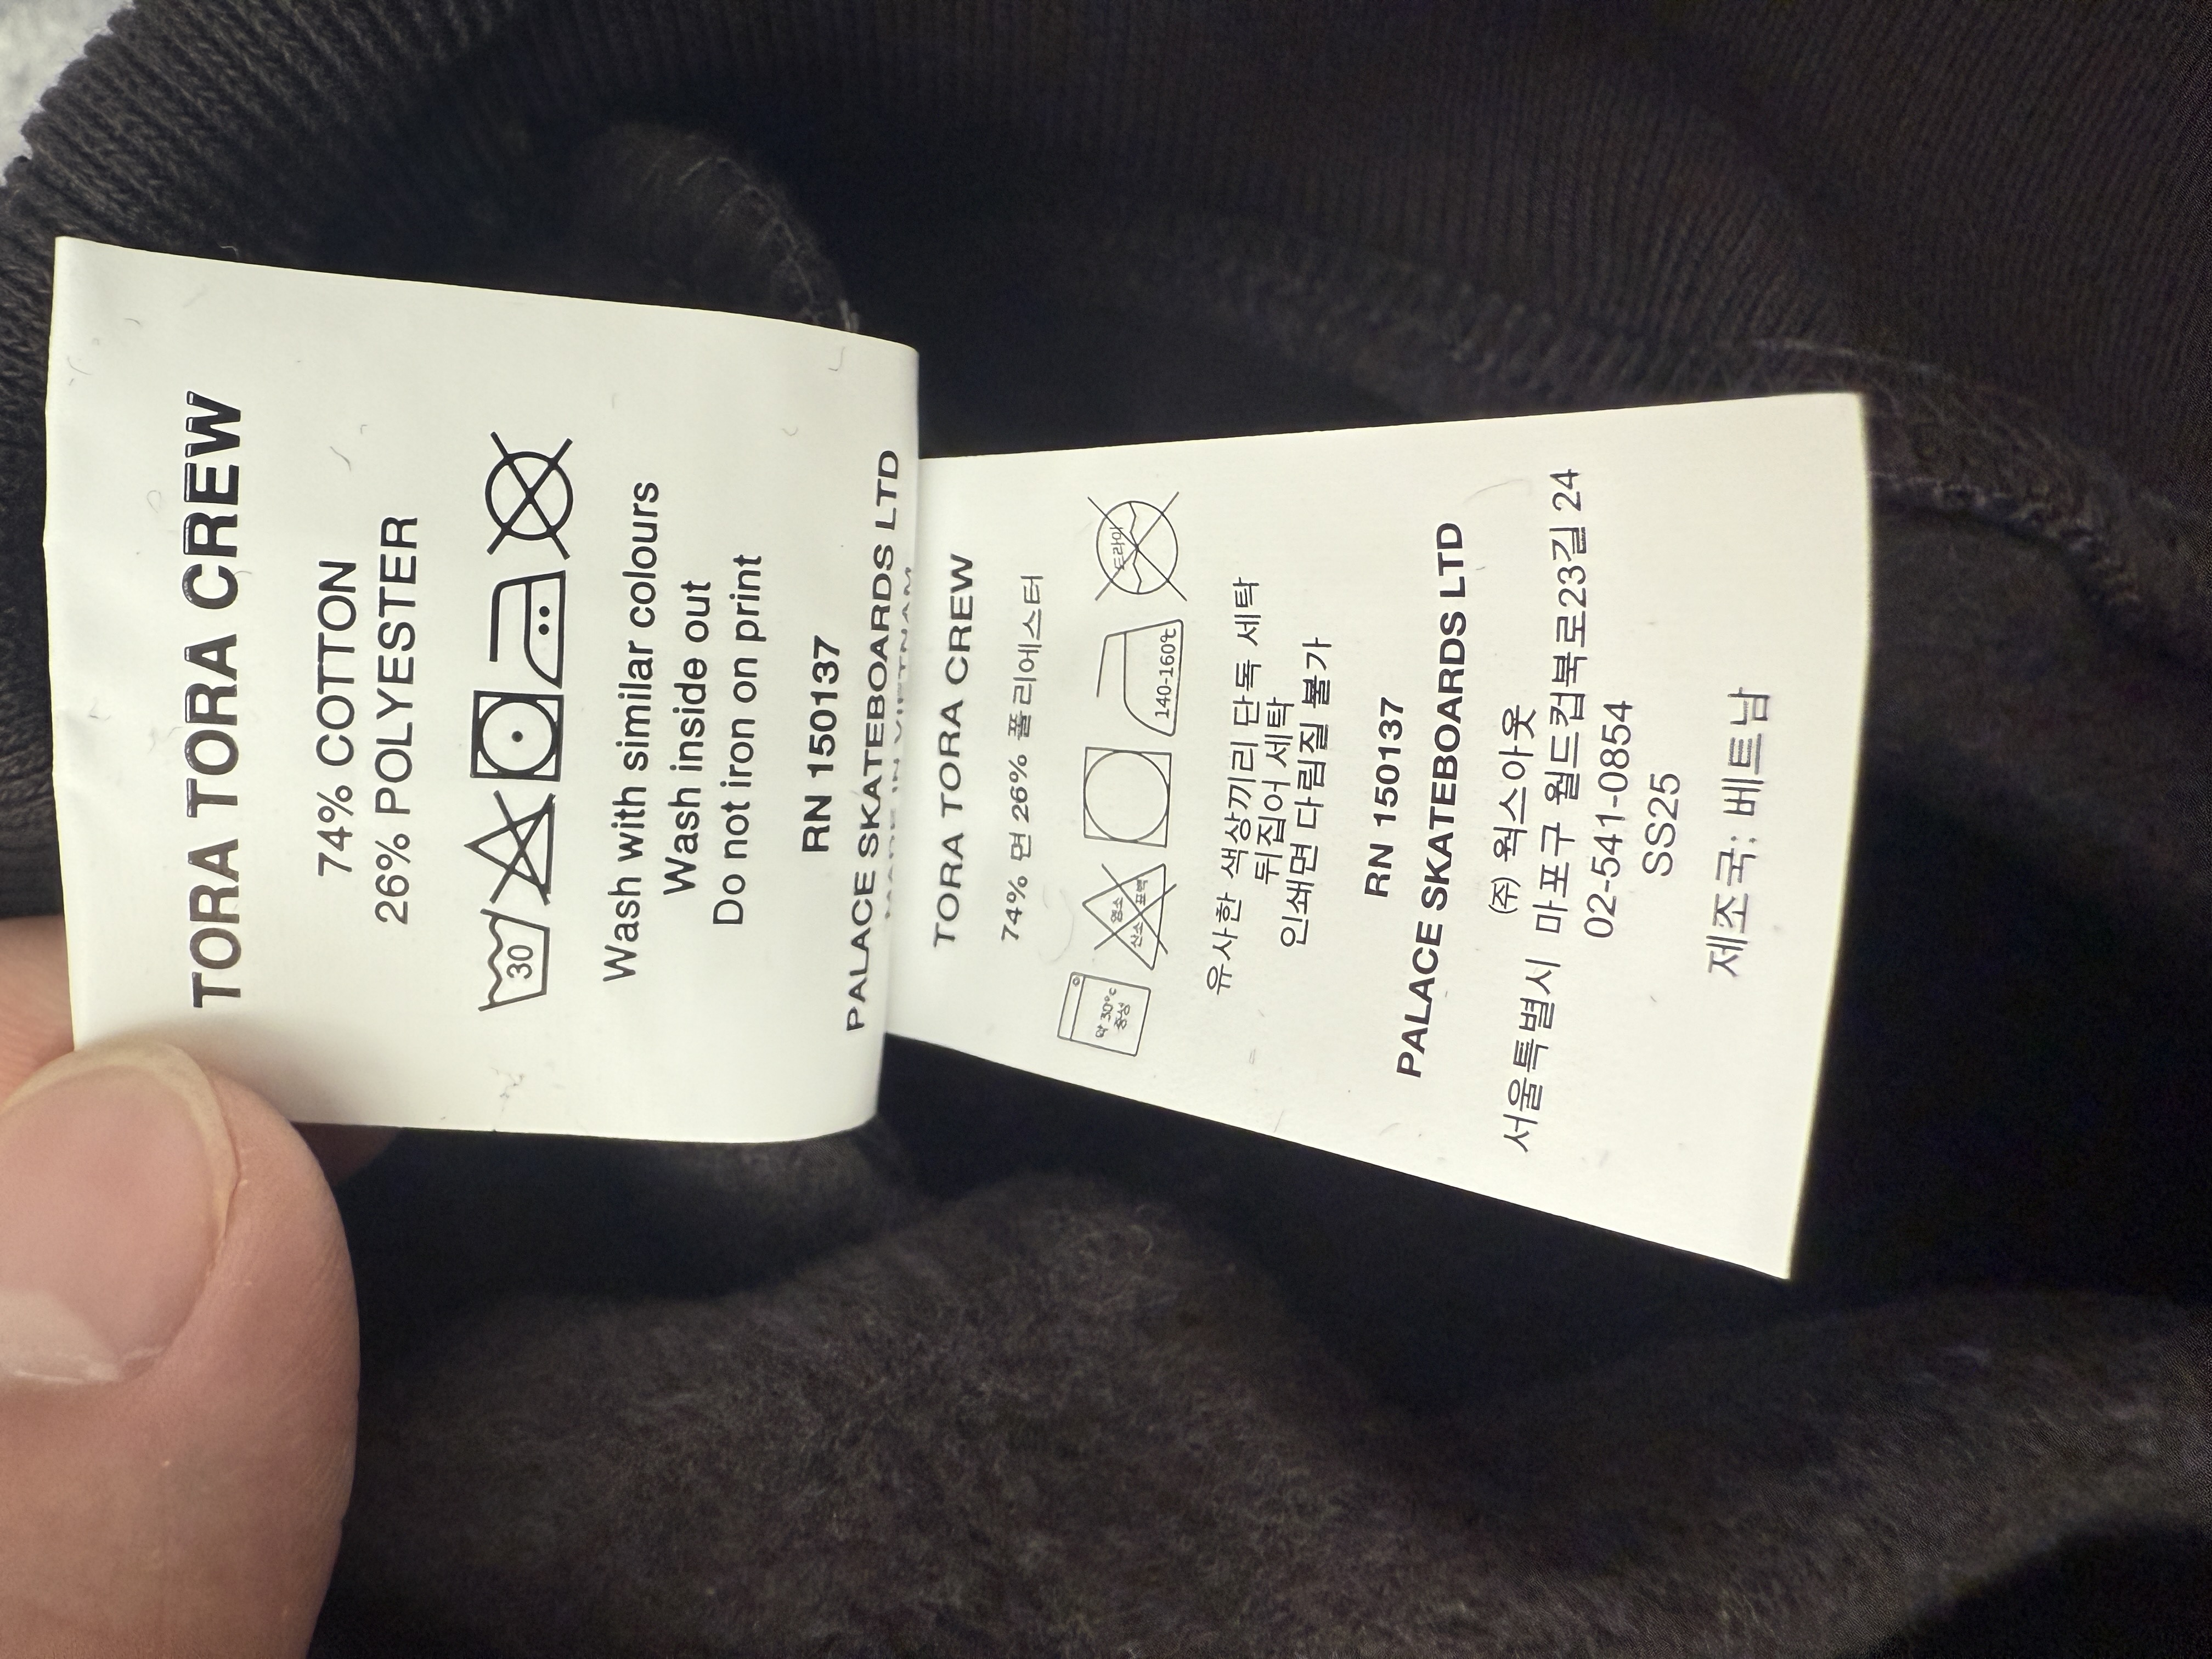 TORA TORA CREW
74% COTTON
26% POLYESTER
30
Wash with similar colours
Wash inside out
Do not iron on print
RN 150137
PALACE SKATEBOARDS LTD
MADE IN VIETNAM
TORA TORA CREW
74% 면 26% 폴리에스터
약 30℃
중성
염소
산소
표백
140-160℃
드라이
유사한 색상끼리 단독 세탁
뒤집어 세탁
인쇄면 다림질 불가
RN 150137
PALACE SKATEBOARDS LTD
(주) 웍스아웃
서울특별시 마포구 월드컵북로23길 24
02-541-0854
SS25
제조국: 베트남